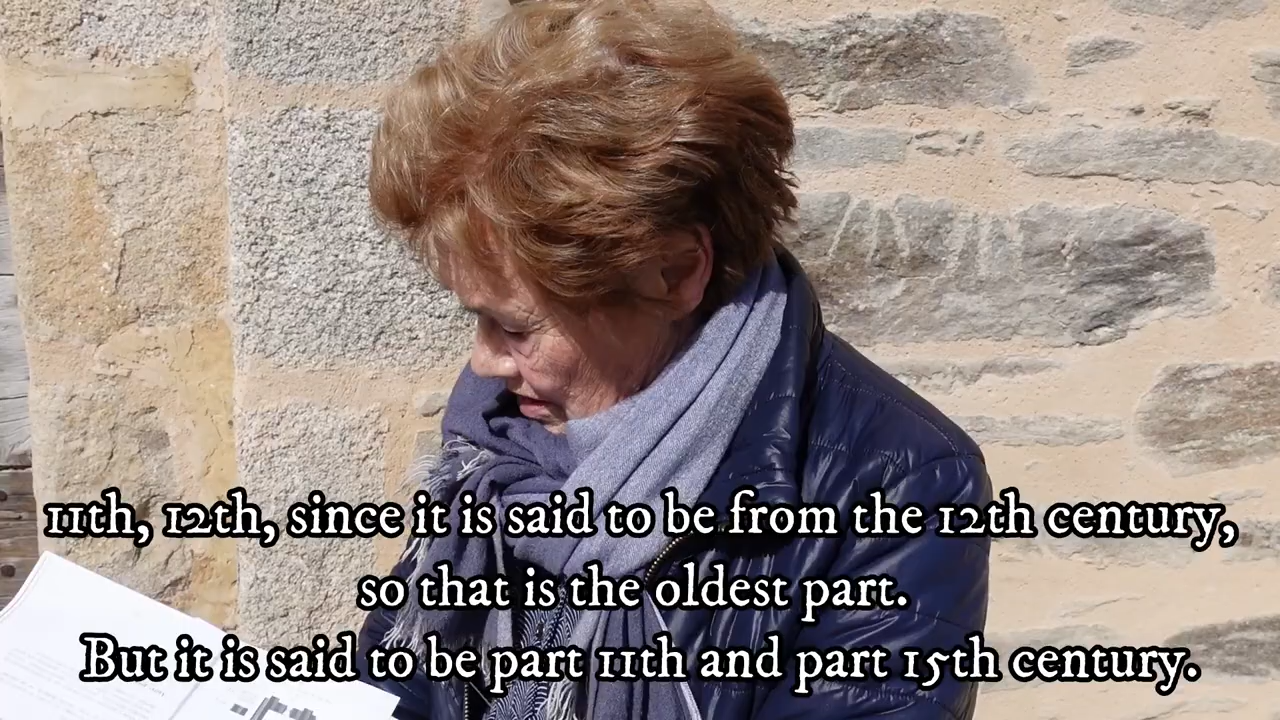 11th, 12th, since it is said to be from the 12th century,
so that is the oldest part.
But it is said to be part 11th and part 15th century.